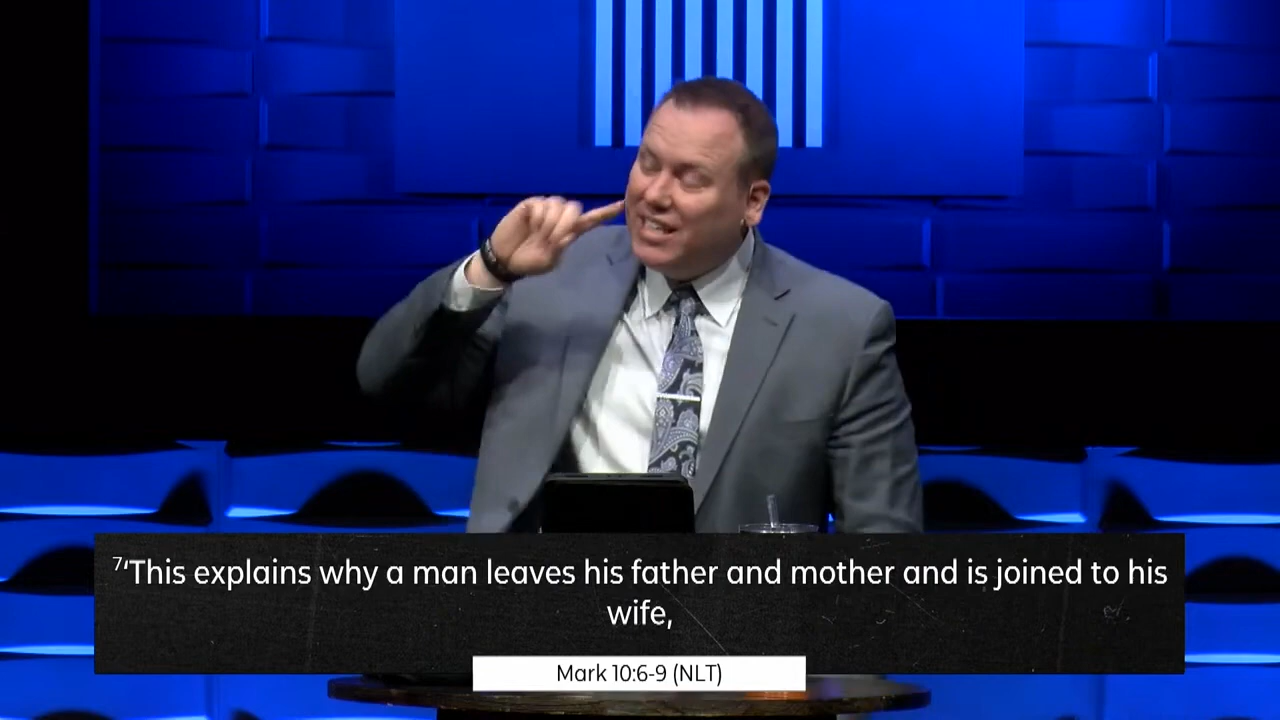 ⁷‘This explains why a man leaves his father and mother and is joined to his
wife,
Mark 10:6-9 (NLT)